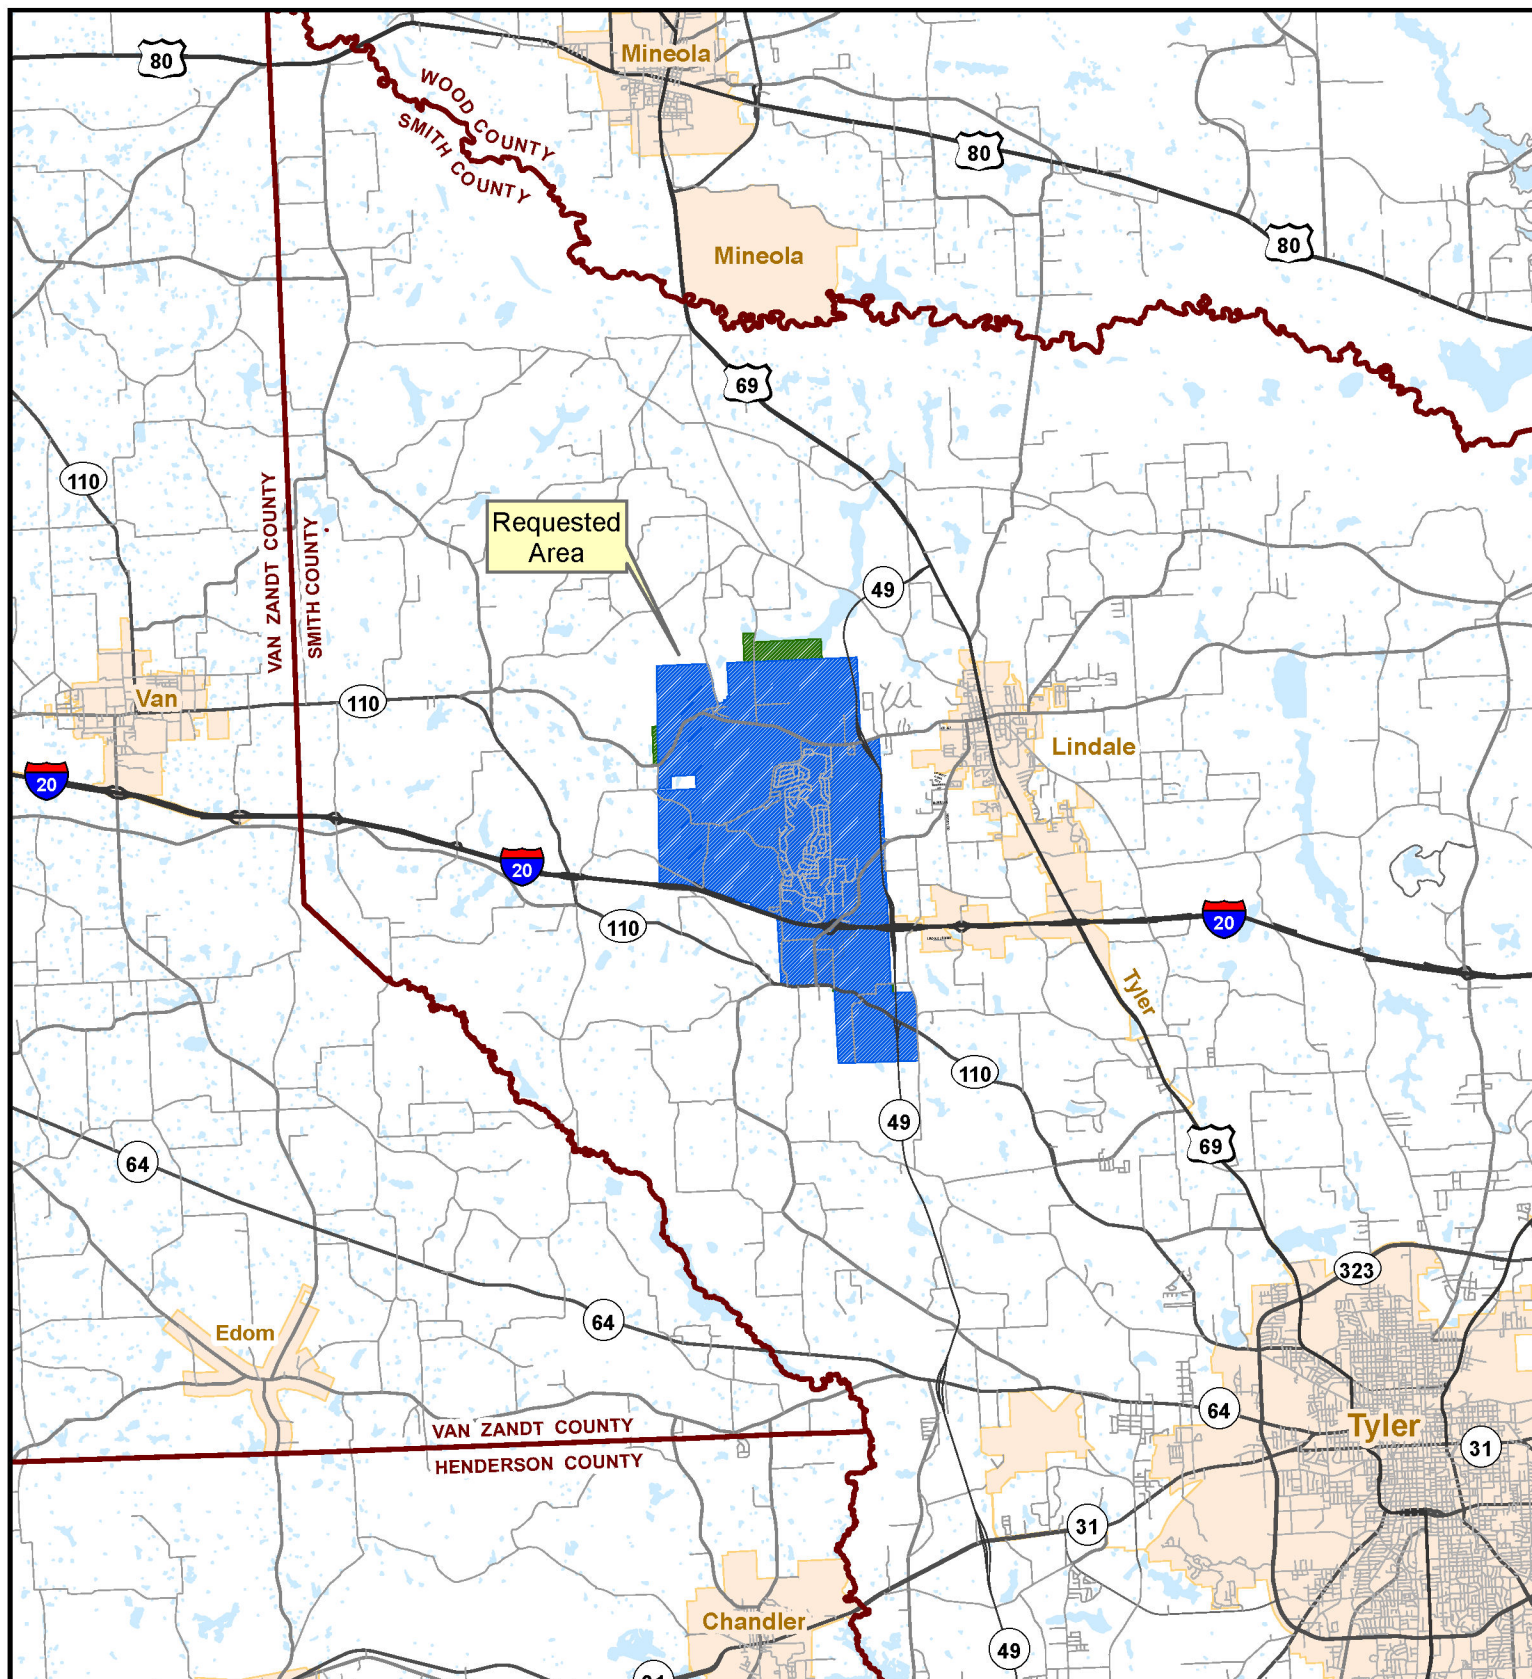 Mineola
80
WOOD COUNTY
SMITH COUNTY
80
80
Mineola
69
110
VAN ZANDT COUNTY
SMITH COUNTY
Requested
Area
49
Van
110
Lindale
20
20
110
20
Tyler
110
49
64
69
323
64
Edom
64
Tyler
31
VAN ZANDT COUNTY
HENDERSON COUNTY
31
Chandler
49